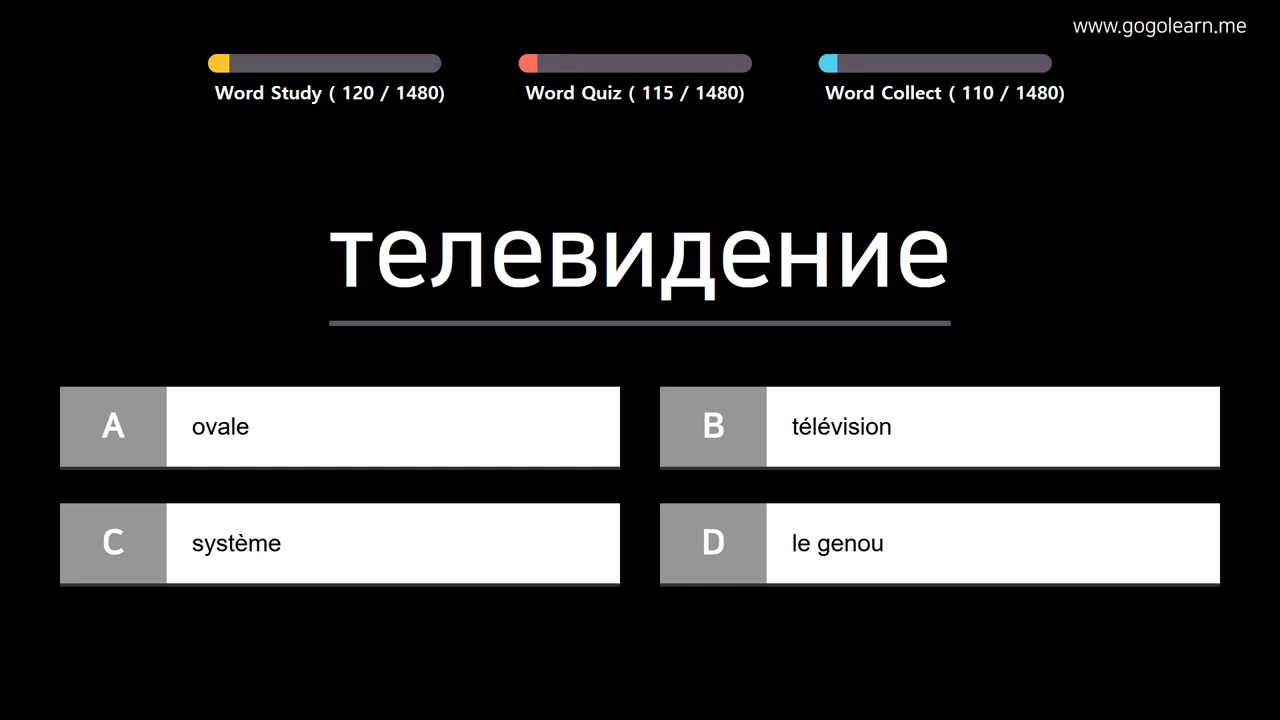 www.gogolearn.me
Word Study ( 120 / 1480)
Word Quiz ( 115 / 1480)
Word Collect ( 110 / 1480)
телевидение
A ovale
B télévision
C système
D le genou